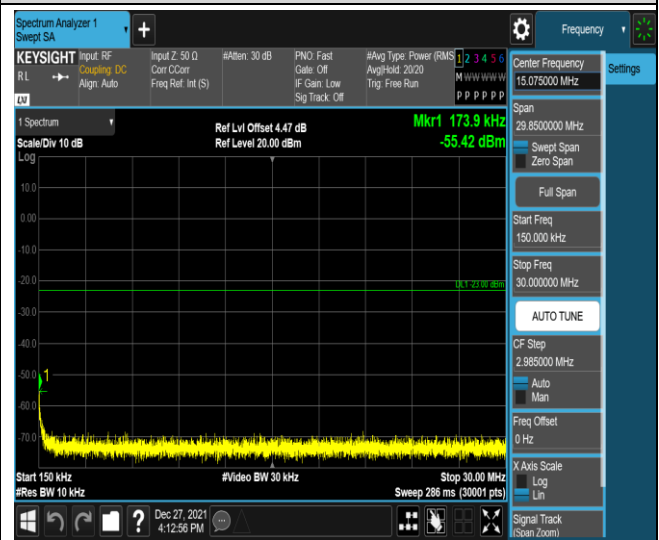 Spectrum Analyzer 1
Swept SA
+
Frequency
KEYSIGHT
RL
LXI
Input: RF
Coupling: DC
Align: Auto
Input Z: 50 Ω
Corr CCorr
Freq Ref: Int (S)
#Atten: 30 dB
PNO: Fast
Gate: Off
IF Gain: Low
Sig Track: Off
#Avg Type: Power (RMS
Avg|Hold: 20/20
Trig: Free Run
1 2 3 4 5 6
M W W W W W
P P P P P P
1 Spectrum
Scale/Div 10 dB
Log
Ref Lvl Offset 4.47 dB
Ref Level 20.00 dBm
Mkr1 173.9 kHz
-55.42 dBm
10.0
0.00
-10.0
-20.0
DL1 -23.00 dBm
-30.0
-40.0
-50.0
1
-60.0
-70.0
Start 150 kHz
#Res BW 10 kHz
#Video BW 30 kHz
Stop 30.00 MHz
Sweep 286 ms (30001 pts)
?
Dec 27, 2021
4:12:56 PM
Center Frequency
15.075000 MHz
Settings
Span
29.8500000 MHz
Swept Span
Zero Span
Full Span
Start Freq
150.000 kHz
Stop Freq
30.000000 MHz
AUTO TUNE
CF Step
2.985000 MHz
Auto
Man
Freq Offset
0 Hz
X Axis Scale
Log
Lin
Signal Track
(Span Zoom)